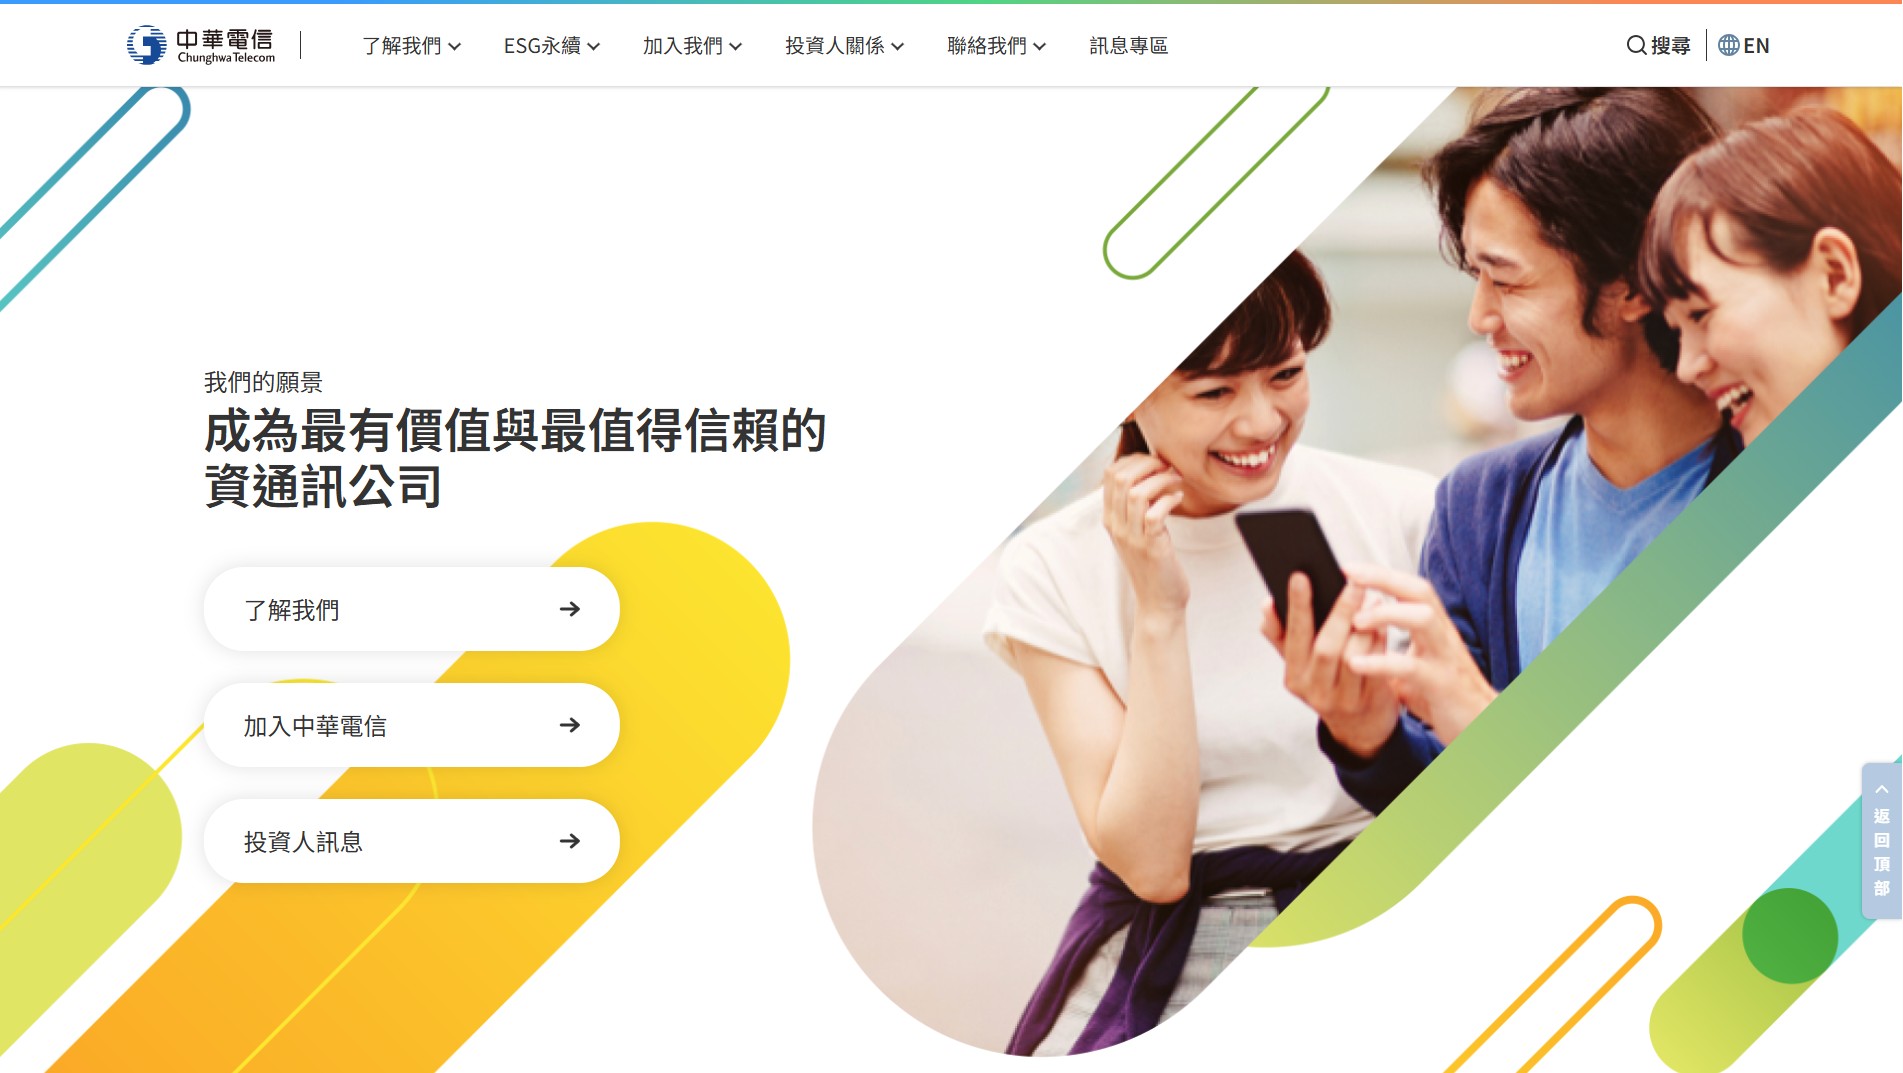 中華電信
Chunghwa Telecom
了解我們
ESG永續
加入我們
投資人關係
聯絡我們
訊息專區
搜尋
EN
我們的願景
成為最有價值與最值得信賴的
資通訊公司
了解我們
加入中華電信
投資人訊息
返回頂部